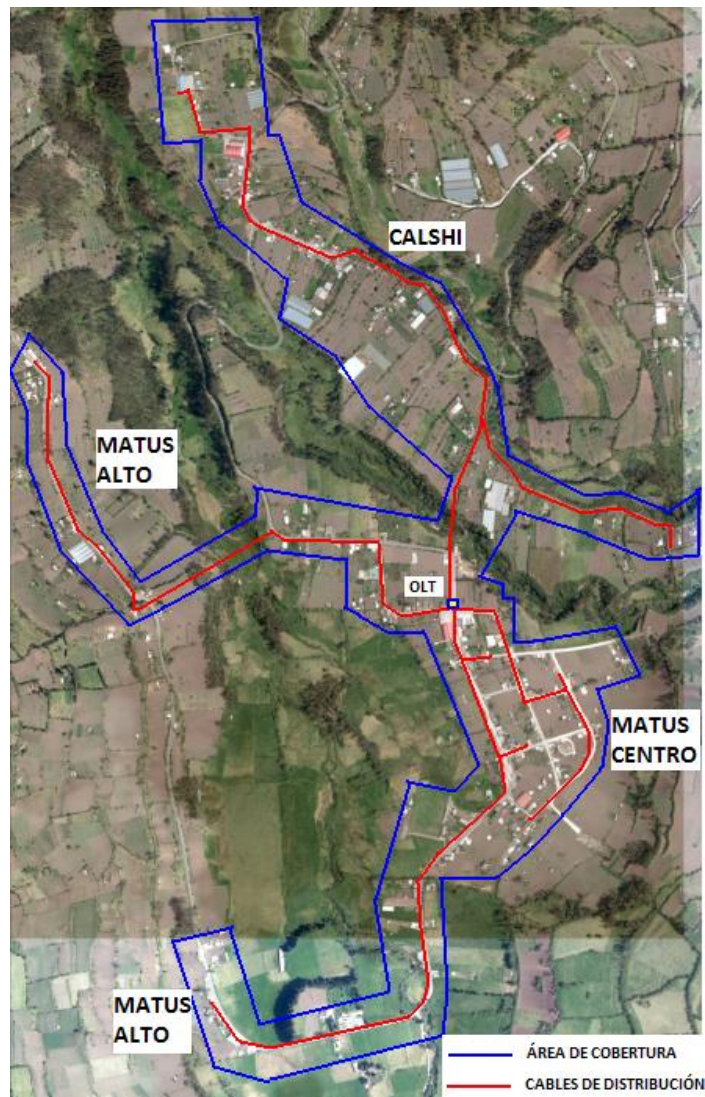 CALSHI
MATUS
ALTO
OLT
MATUS
CENTRO
MATUS
ALTO
ÁREA DE COBERTURA
CABLES DE DISTRIBUCIÓN